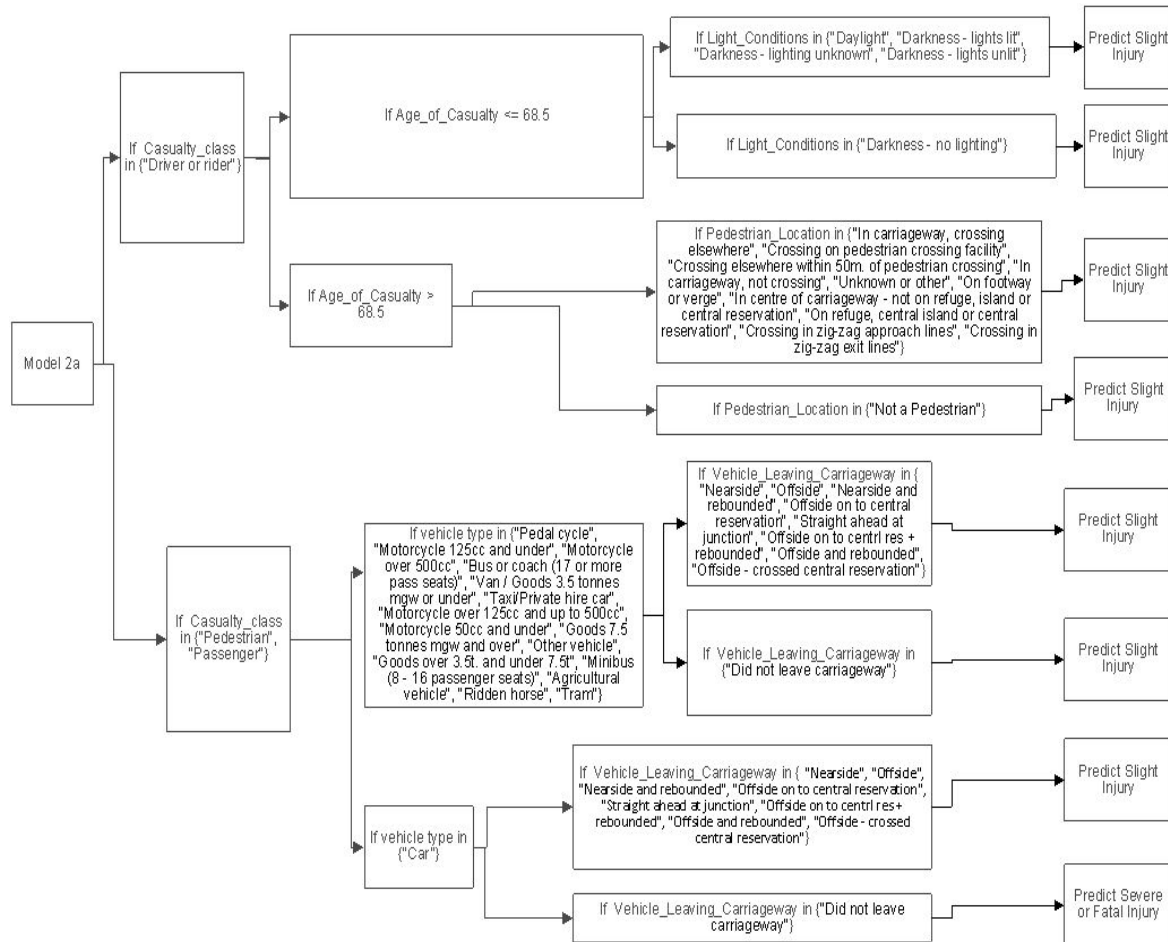 Model 2a
If Casualty_class
in {"Driver or rider"}
If Age_of_Casualty <= 68.5
If Light_Conditions in {"Daylight", "Darkness - lights lit",
"Darkness - lighting unknown", "Darkness - lights unlit"}
Predict Slight
Injury
If Light_Conditions in {"Darkness - no lighting"}
Predict Slight
Injury
If Age_of_Casualty >
68.5
If Pedestrian_Location in {"In carriageway, crossing
elsewhere", "Crossing on pedestrian crossing facility",
"Crossing elsewhere within 50m. of pedestrian crossing", "In
carriageway, not crossing", "Unknown or other", "On footway
or verge", "In centre of carriageway - not on refuge, island or
central reservation", "On refuge, central island or central
reservation", "Crossing in zig-zag approach lines", "Crossing in
zig-zag exit lines"}
Predict Slight
Injury
If Pedestrian_Location in {"Not a Pedestrian"}
Predict Slight
Injury
If Casualty_class
in {"Pedestrian",
"Passenger"}
If vehicle type in {"Pedal cycle",
"Motorcycle 125cc and under", "Motorcycle
over 500cc", "Bus or coach (17 or more
pass seats)", "Van / Goods 3.5 tonnes
mgw or under", "Taxi/Private hire car",
"Motorcycle over 125cc and up to 500cc",
"Motorcycle 50cc and under", "Goods 7.5
tonnes mgw and over", "Other vehicle",
"Goods over 3.5t. and under 7.5t", "Minibus
(8 - 16 passenger seats)", "Agricultural
vehicle", "Ridden horse", "Tram"}
If Vehicle_Leaving_Carriageway in {
"Nearside", "Offside", "Nearside and
rebounded", "Offside on to central
reservation", "Straight ahead at
junction", "Offside on to centrl res +
rebounded", "Offside and rebounded",
"Offside - crossed central reservation"}
Predict Slight
Injury
If Vehicle_Leaving_Carriageway in
{"Did not leave carriageway"}
Predict Slight
Injury
If vehicle type in
{"Car"}
If Vehicle_Leaving_Carriageway in { "Nearside", "Offside",
"Nearside and rebounded", "Offside on to central reservation",
"Straight ahead at junction", "Offside on to centrl res+
rebounded", "Offside and rebounded", "Offside - crossed
central reservation"}
Predict Slight
Injury
If Vehicle_Leaving_Carriageway in {"Did not leave
carriageway"}
Predict Severe
or Fatal Injury